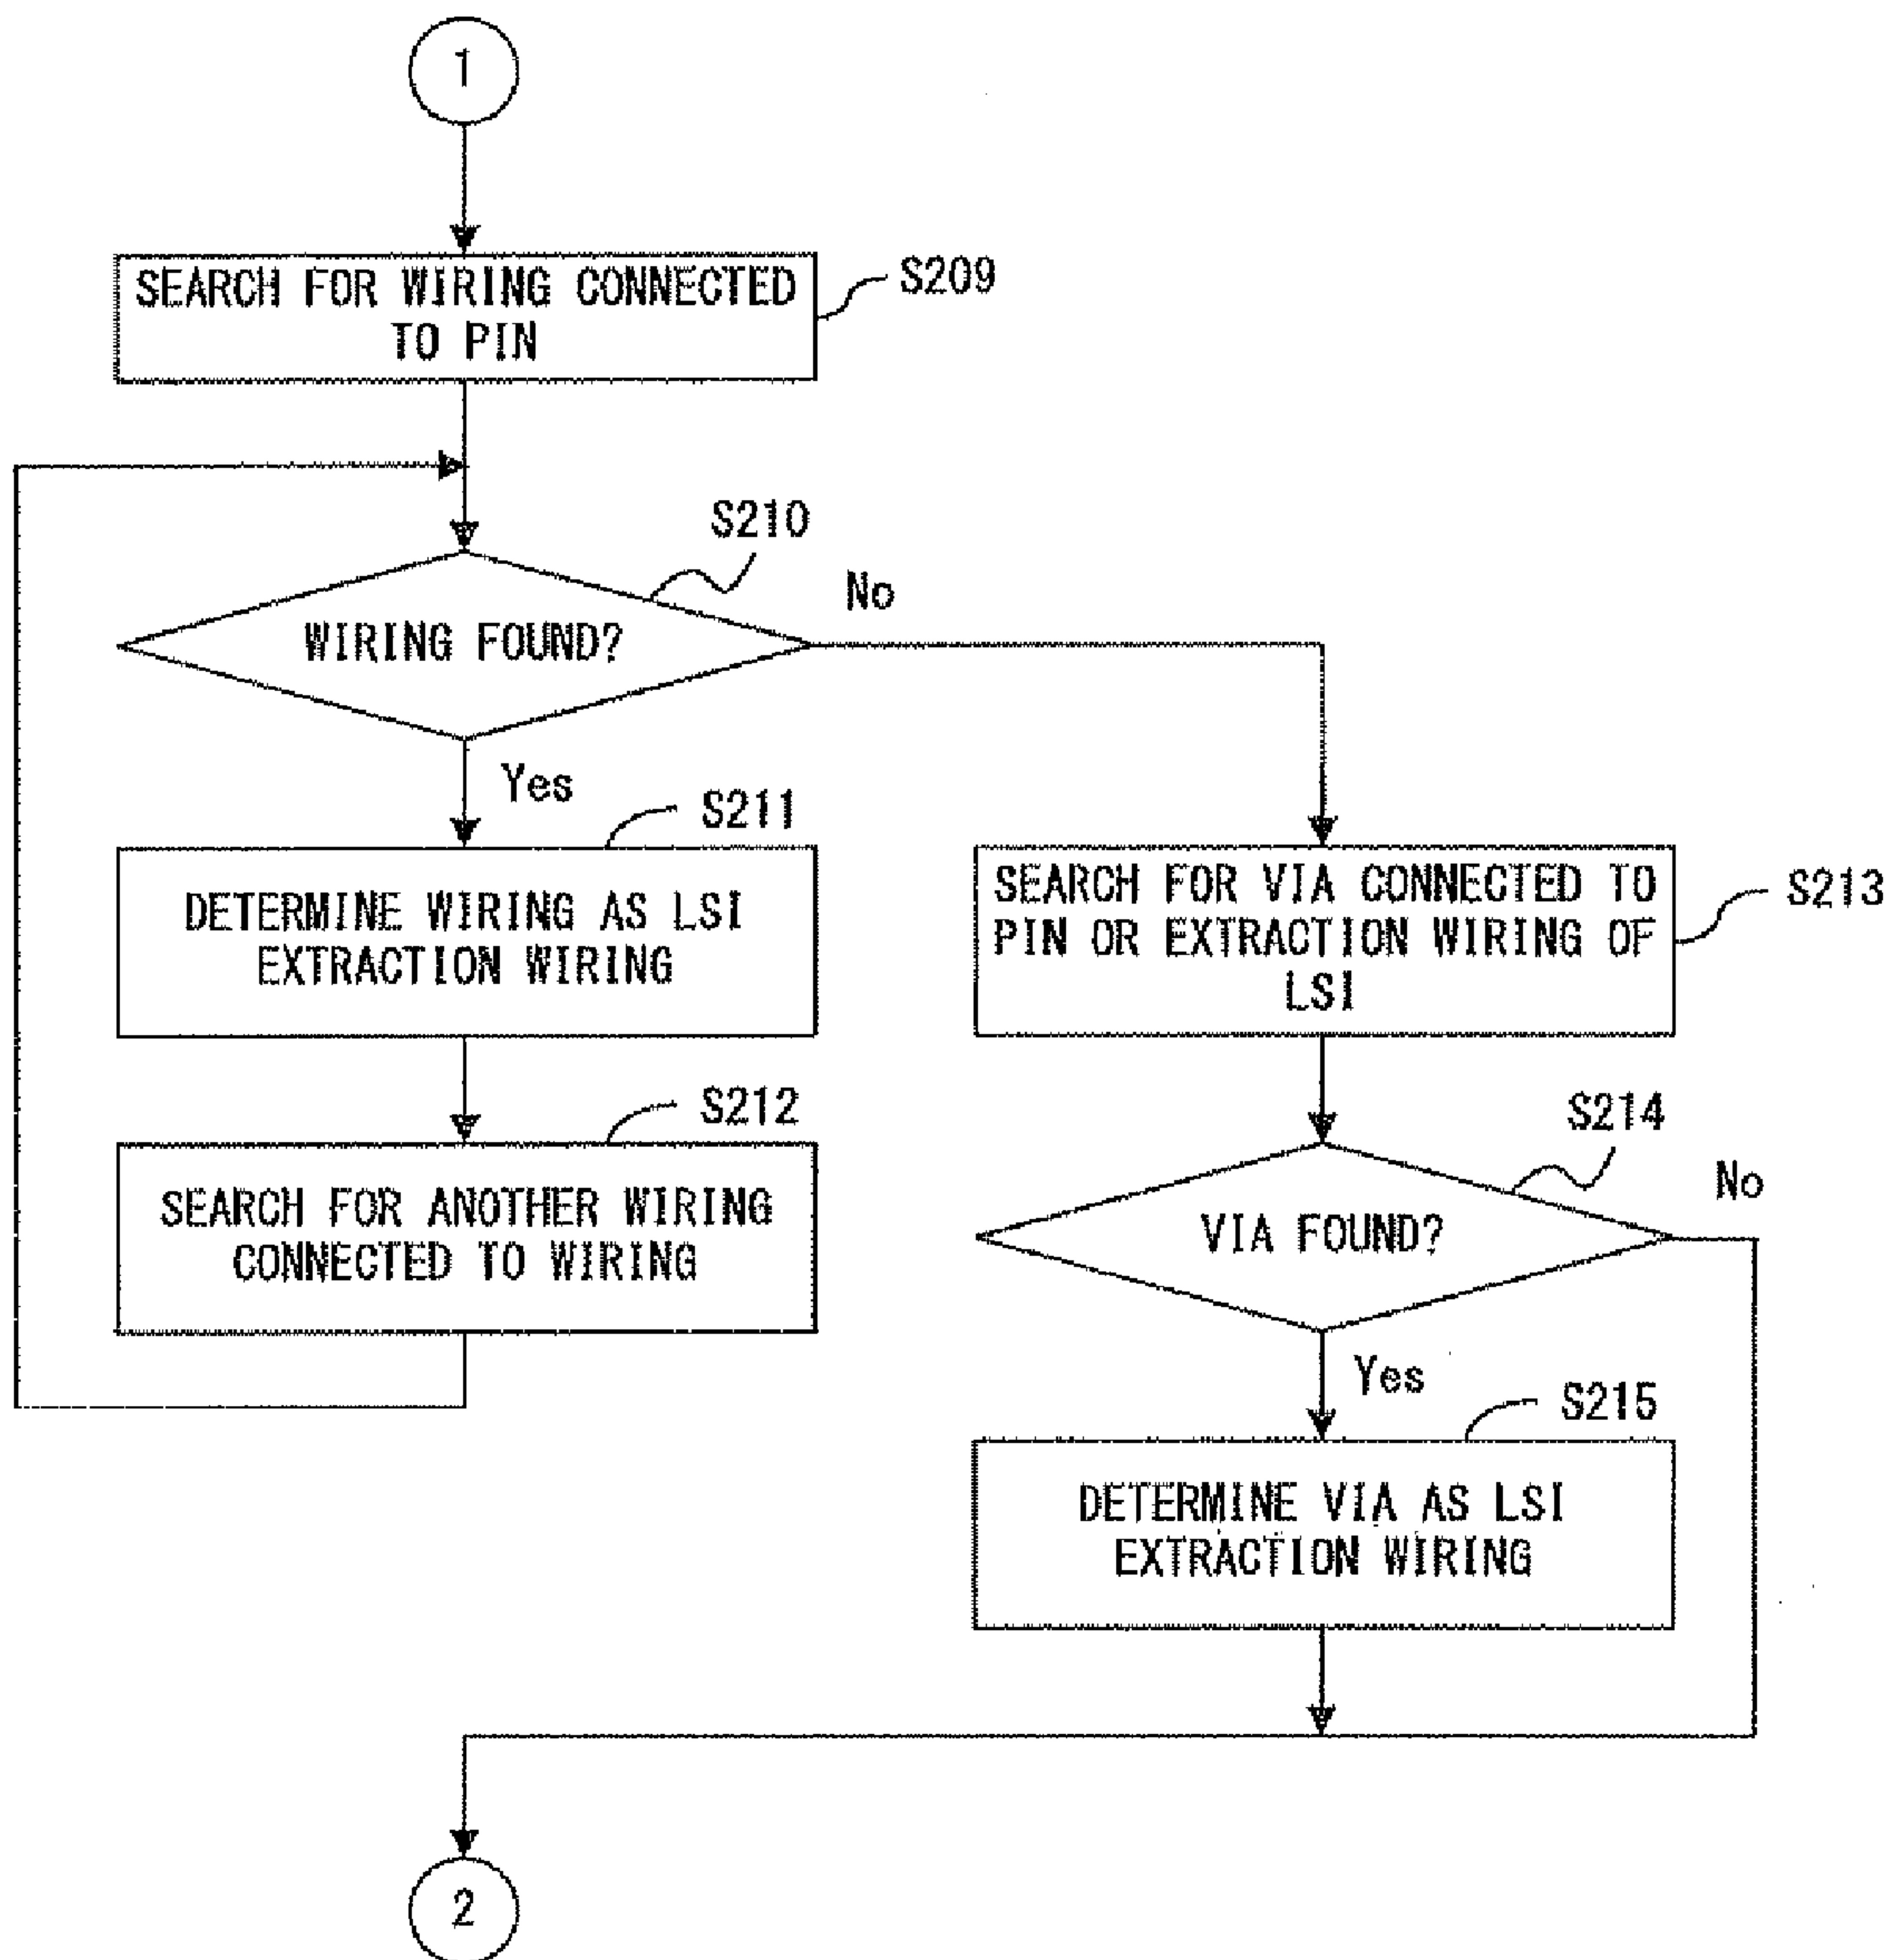 1
SEARCH FOR WIRING CONNECTED
TO PIN
S209
S210
WIRING FOUND?
No
Yes
S211
DETERMINE WIRING AS LSI
EXTRACTION WIRING
SEARCH FOR VIA CONNECTED TO
PIN OR EXTRACTION WIRING OF
LSI
S213
S212
SEARCH FOR ANOTHER WIRING
CONNECTED TO WIRING
S214
VIA FOUND?
No
Yes
S215
DETERMINE VIA AS LSI
EXTRACTION WIRING
2